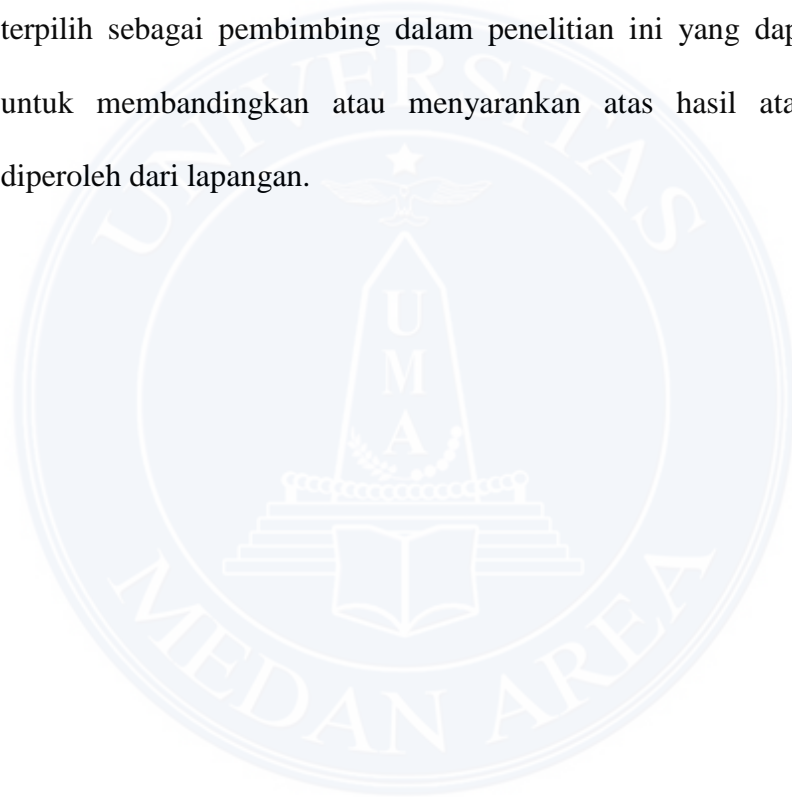 terpilih sebagai pembimbing dalam penelitian ini yang
untuk membandingkan atau menyarankan atas hasil
diperoleh dari lapangan.
UNIVERSITAS
U
M
A
MEDAN AREA